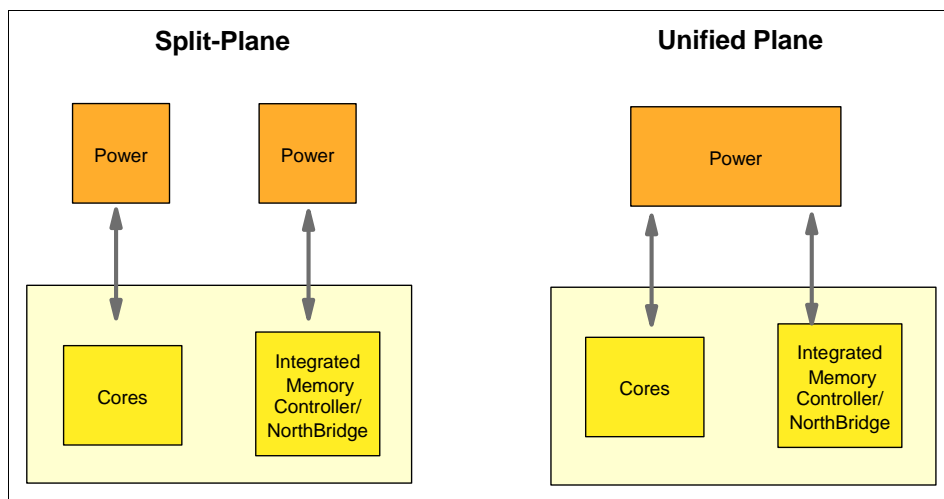 Split-Plane
Unified Plane
Power
Power
Power
Cores
Integrated
Memory
Controller/
NorthBridge
Cores
Integrated
Memory
Controller/
NorthBridge